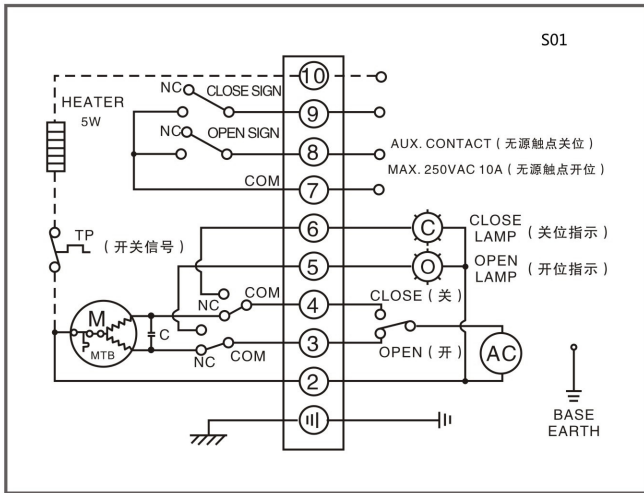 S01
10
NC CLOSE SIGN
HEATER
5W
9
NC OPEN SIGN
8
AUX. CONTACT (无源触点关位)
MAX. 250VAC 10A (无源触点开位)
COM
7
TP
(开关信号)
6
C
CLOSE
LAMP (关位指示)
5
O
OPEN
LAMP (开位指示)
COM
4
CLOSE (关)
NC
M
MTB
C
3
COM
NC
OPEN (开)
AC
2
BASE
EARTH